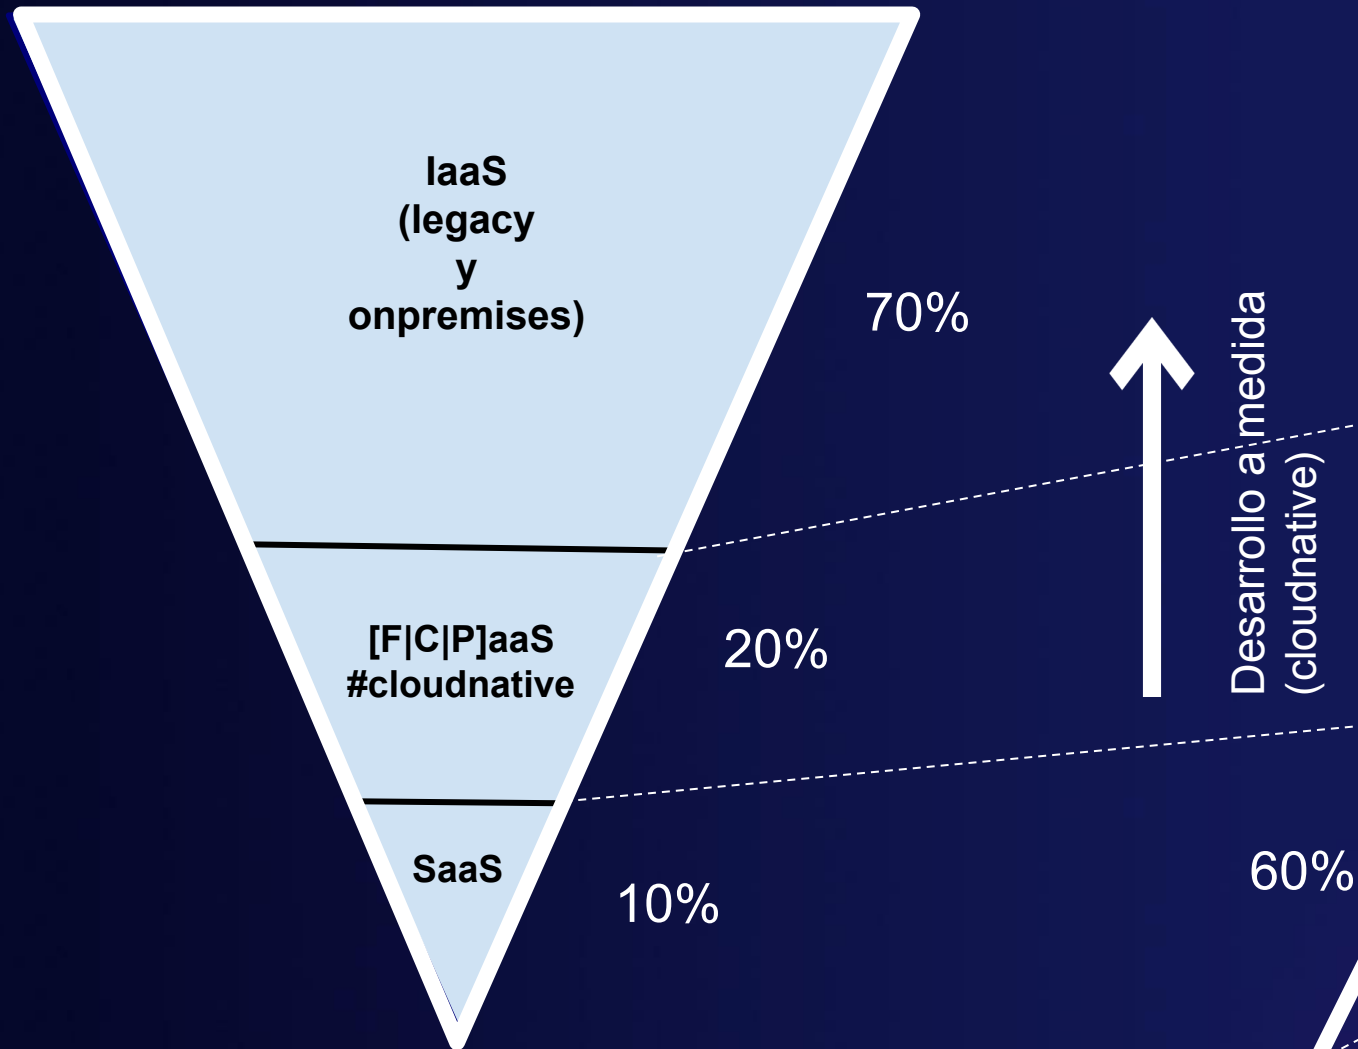 IaaS
(legacy
y
onpremises)
70%
Desarrollo a medida
(cloudnative)
[F|C|P]aaS
#cloudnative
20%
SaaS
10%
60%